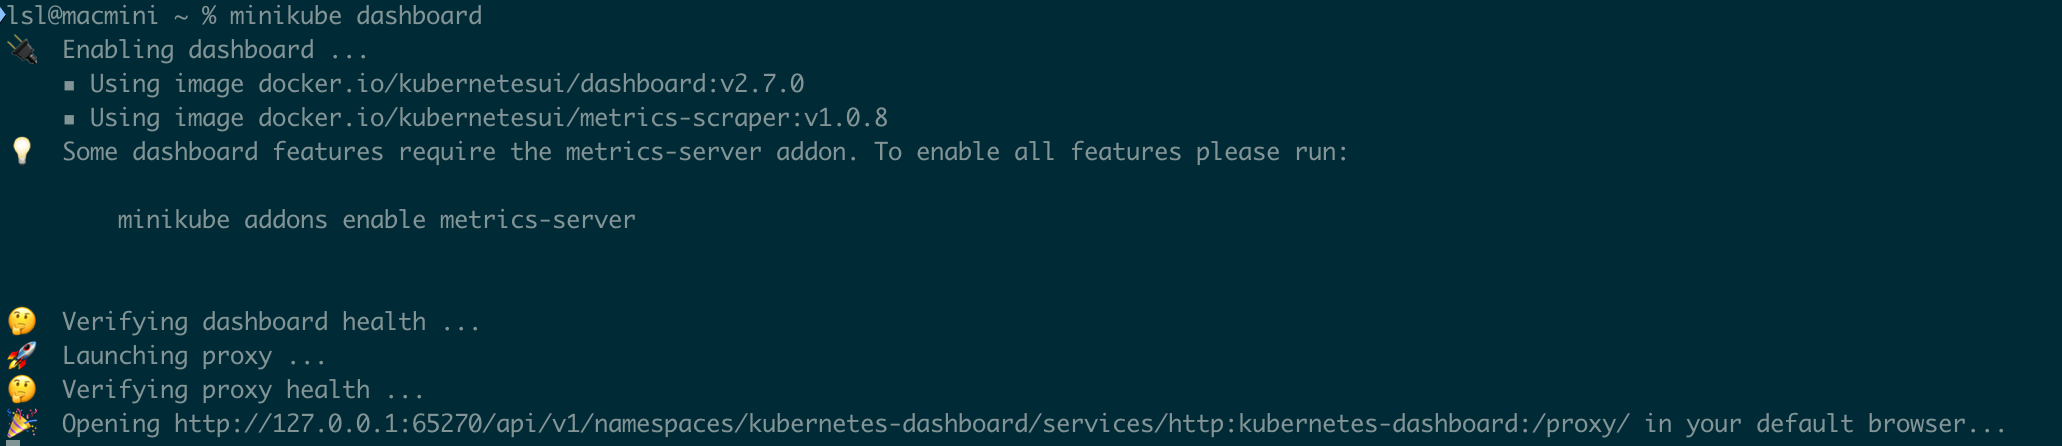 lsl@macmini ~ % minikube dashboard
🔌 Enabling dashboard ...
▪ Using image docker.io/kubernetesui/dashboard:v2.7.0
▪ Using image docker.io/kubernetesui/metrics-scraper:v1.0.8
💡 Some dashboard features require the metrics-server addon. To enable all features please run:
minikube addons enable metrics-server
🤔 Verifying dashboard health ...
🚀 Launching proxy ...
🤔 Verifying proxy health ...
🎉 Opening http://127.0.0.1:65270/api/v1/namespaces/kubernetes-dashboard/services/http:kubernetes-dashboard:/proxy/ in your default browser...